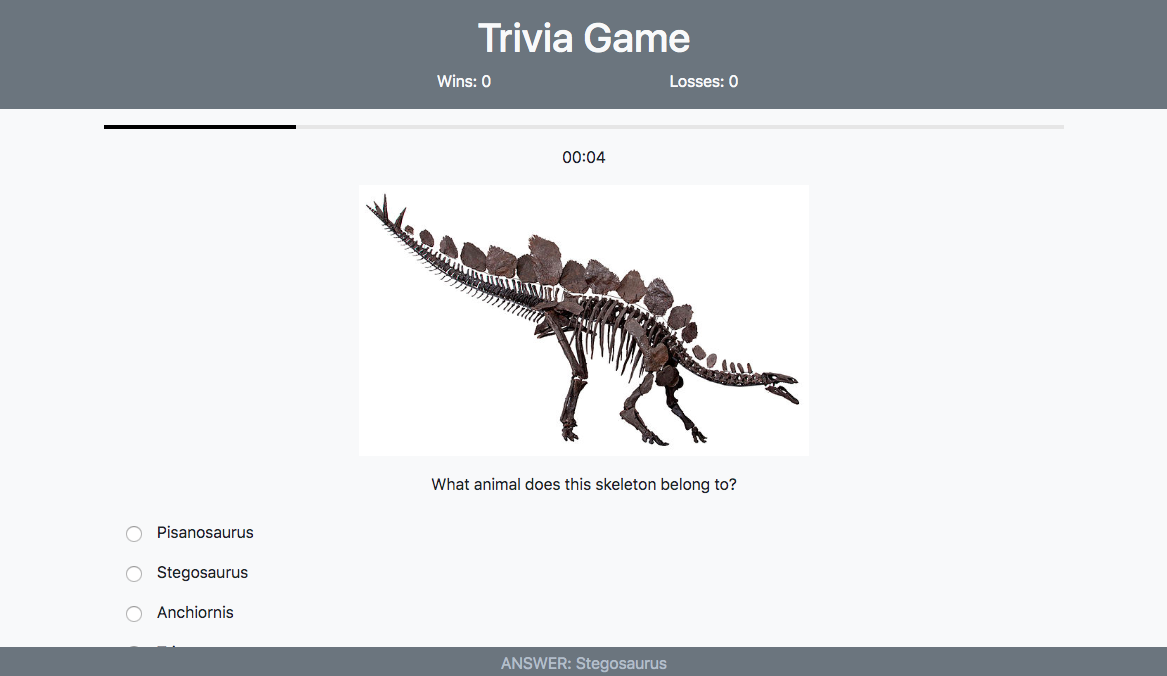 Trivia Game
Wins: 0 Losses: 0
00:04
What animal does this skeleton belong to?
Pisanosaurus
Stegosaurus
Anchiornis
ANSWER: Stegosaurus